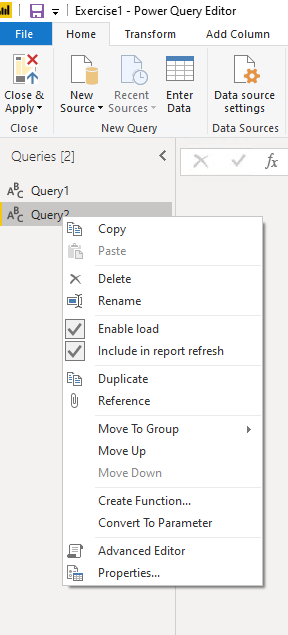 Exercise1 - Power Query Editor
File Home Transform Add Column
Close & Apply New Source Recent Sources Enter Data Data source settings
Close New Query Data Sources
Queries [2]
fx
ABC Query1
ABC Query2
Copy
Paste
Delete
Rename
Enable load
Include in report refresh
Duplicate
Reference
Move To Group
Move Up
Move Down
Create Function...
Convert To Parameter
Advanced Editor
Properties...